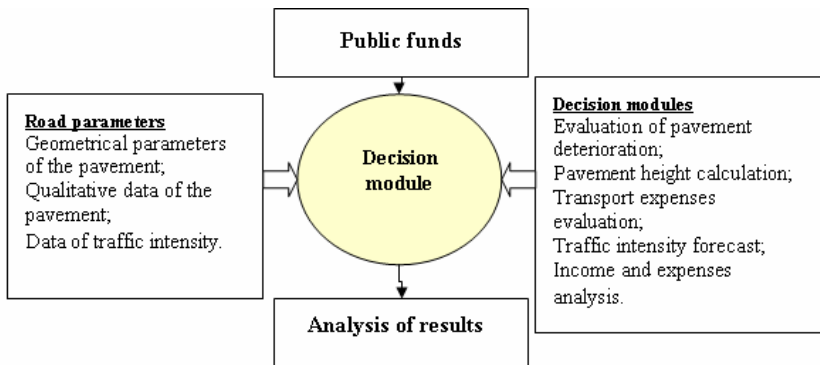 Public funds
Road parameters
Geometrical parameters
of the pavement;
Qualitative data of the
pavement;
Data of traffic intensity.
Decision
module
Decision modules
Evaluation of pavement
deterioration;
Pavement height calculation;
Transport expenses
evaluation;
Traffic intensity forecast;
Income and expenses
analysis.
Analysis of results